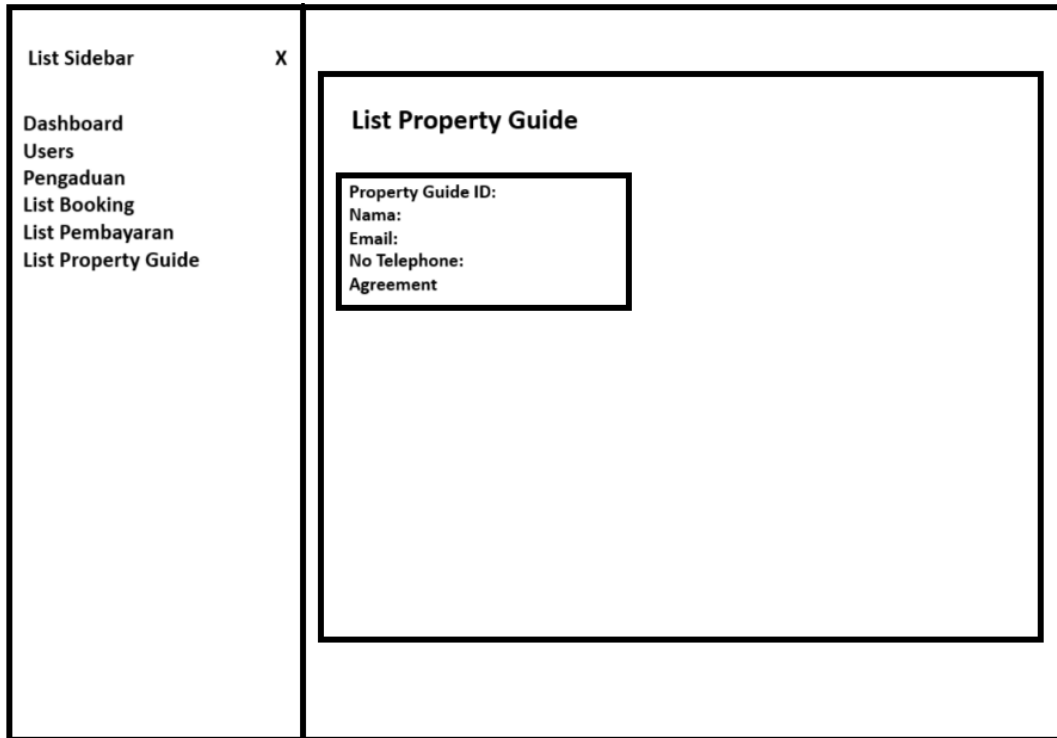 List Sidebar X
Dashboard
Users
Pengaduan
List Booking
List Pembayaran
List Property Guide
List Property Guide
Property Guide ID:
Nama:
Email:
No Telephone:
Agreement